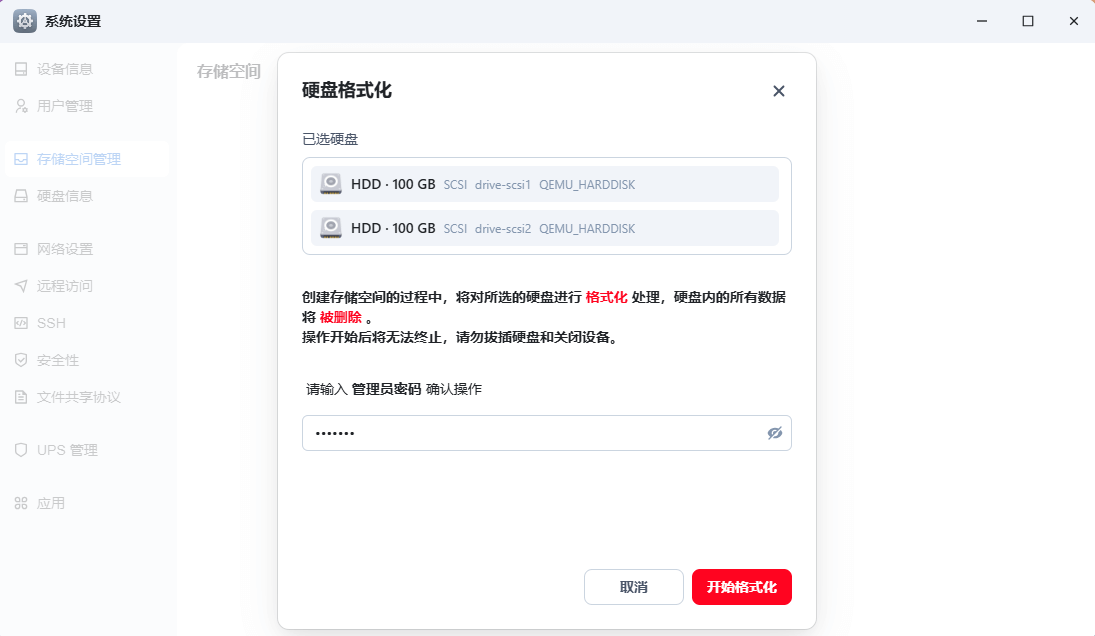 系统设置
设备信息
用户管理
存储空间管理
硬盘信息
网络设置
远程访问
SSH
安全性
文件共享协议
UPS 管理
应用
存储空间
硬盘格式化
已选硬盘
HDD · 100 GB SCSI drive-scsi1 QEMU_HARDDISK
HDD · 100 GB SCSI drive-scsi2 QEMU_HARDDISK
创建存储空间的过程中，将对所选的硬盘进行 格式化 处理，硬盘内的所有数据
将 被删除 。
操作开始后将无法终止，请勿拔插硬盘和关闭设备。
请输入 管理员密码 确认操作
•••••••
取消
开始格式化